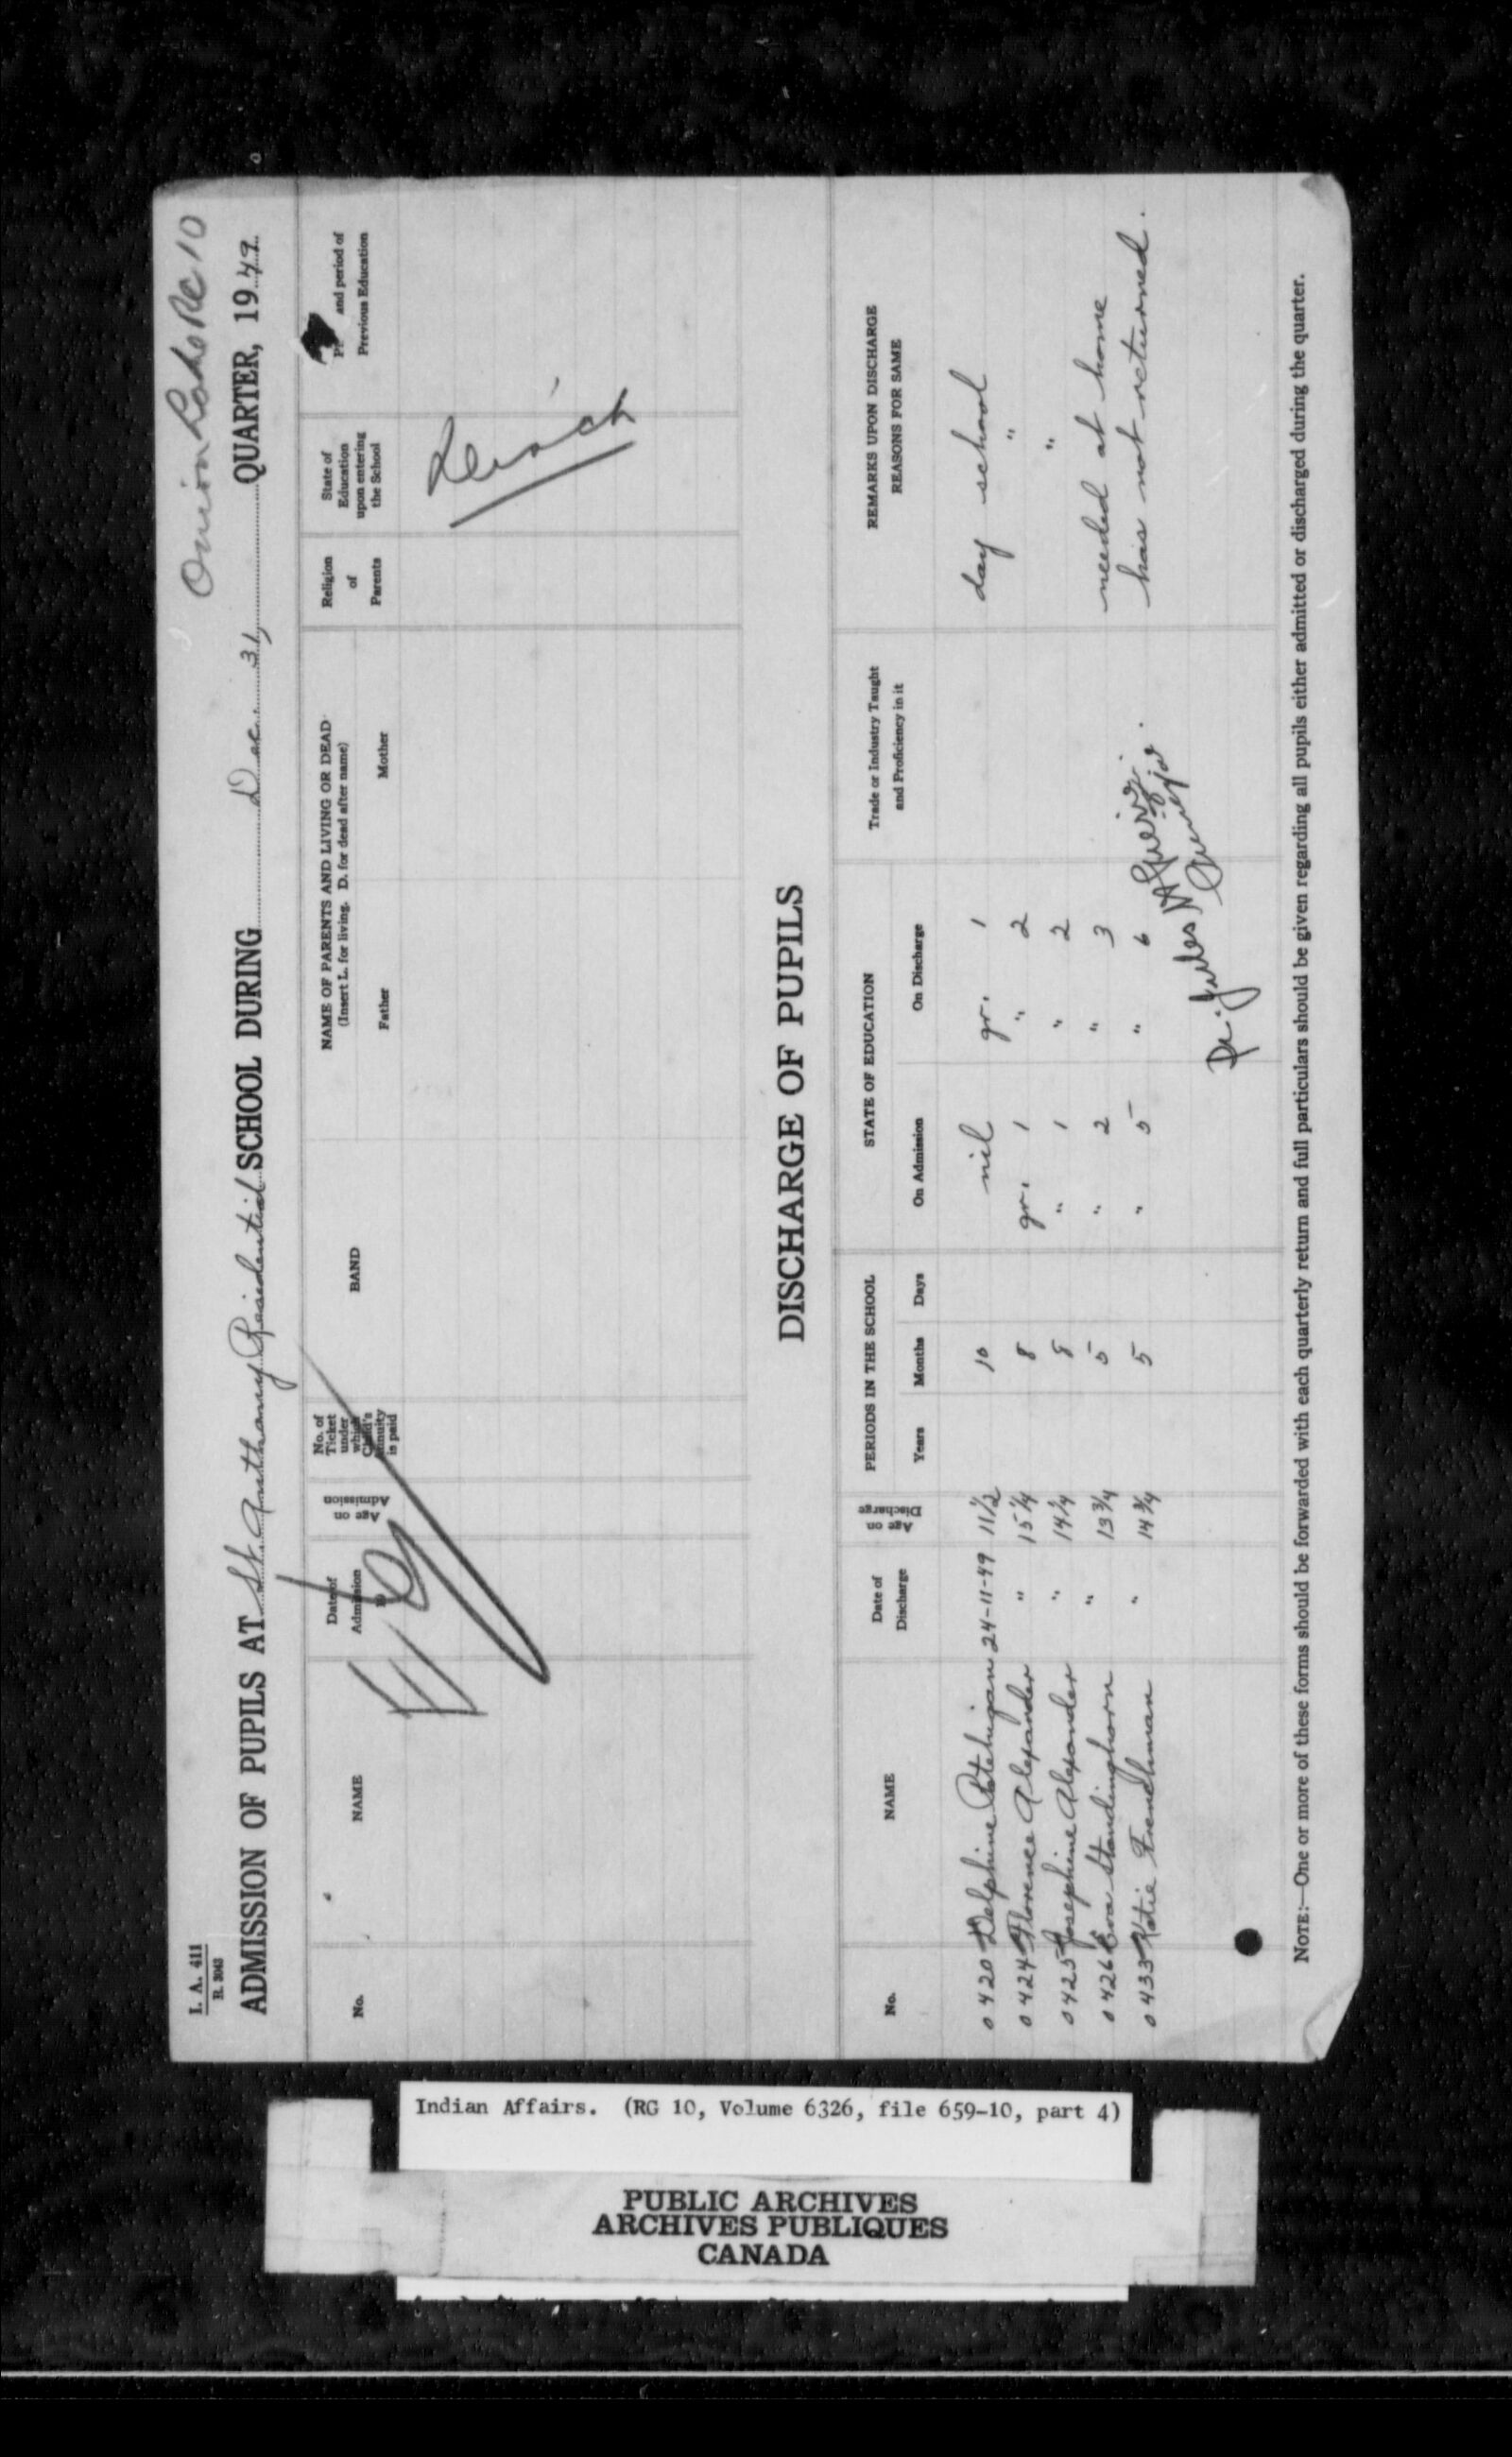 Onion Lake RC 10
I. A. 411
R. 3043
ADMISSION OF PUPILS AT St. Anthony Residential SCHOOL DURING Dec. 31, QUARTER, 1949
No. NAME Date of Admission Age on Admission No. of Ticket under which Child's Annuity is paid BAND NAME OF PARENTS AND LIVING OR DEAD (Insert L. for living. D. for dead after name) Father Mother Religion of Parents State of Education upon entering the School and period of Previous Education
DISCHARGE OF PUPILS
No. NAME Date of Discharge Age on Discharge PERIODS IN THE SCHOOL Years Months Days STATE OF EDUCATION On Admission On Discharge Trade or Industry Taught and Proficiency in it REMARKS UPON DISCHARGE REASONS FOR SAME
0420 Delphine 24-11-49 11 1/2 10 nil gr. 1 day school
0424 Florence Alexander " 15 1/4 8 gr. 1 " 2 "
0425 Josephine Alexander " 14 1/4 8 " 1 " 2 "
0426 Eva Standinghorn " 13 3/4 5 " 2 " 3 needed at home
0433 Katie Frenchman " 14 3/4 5 " 5 " 6 has not returned.
NOTE:—One or more of these forms should be forwarded with each quarterly return and full particulars should be given regarding all pupils either admitted or discharged during the quarter.
Indian Affairs. (RG 10, Volume 6326, file 659-10, part 4)
PUBLIC ARCHIVES
ARCHIVES PUBLIQUES
CANADA